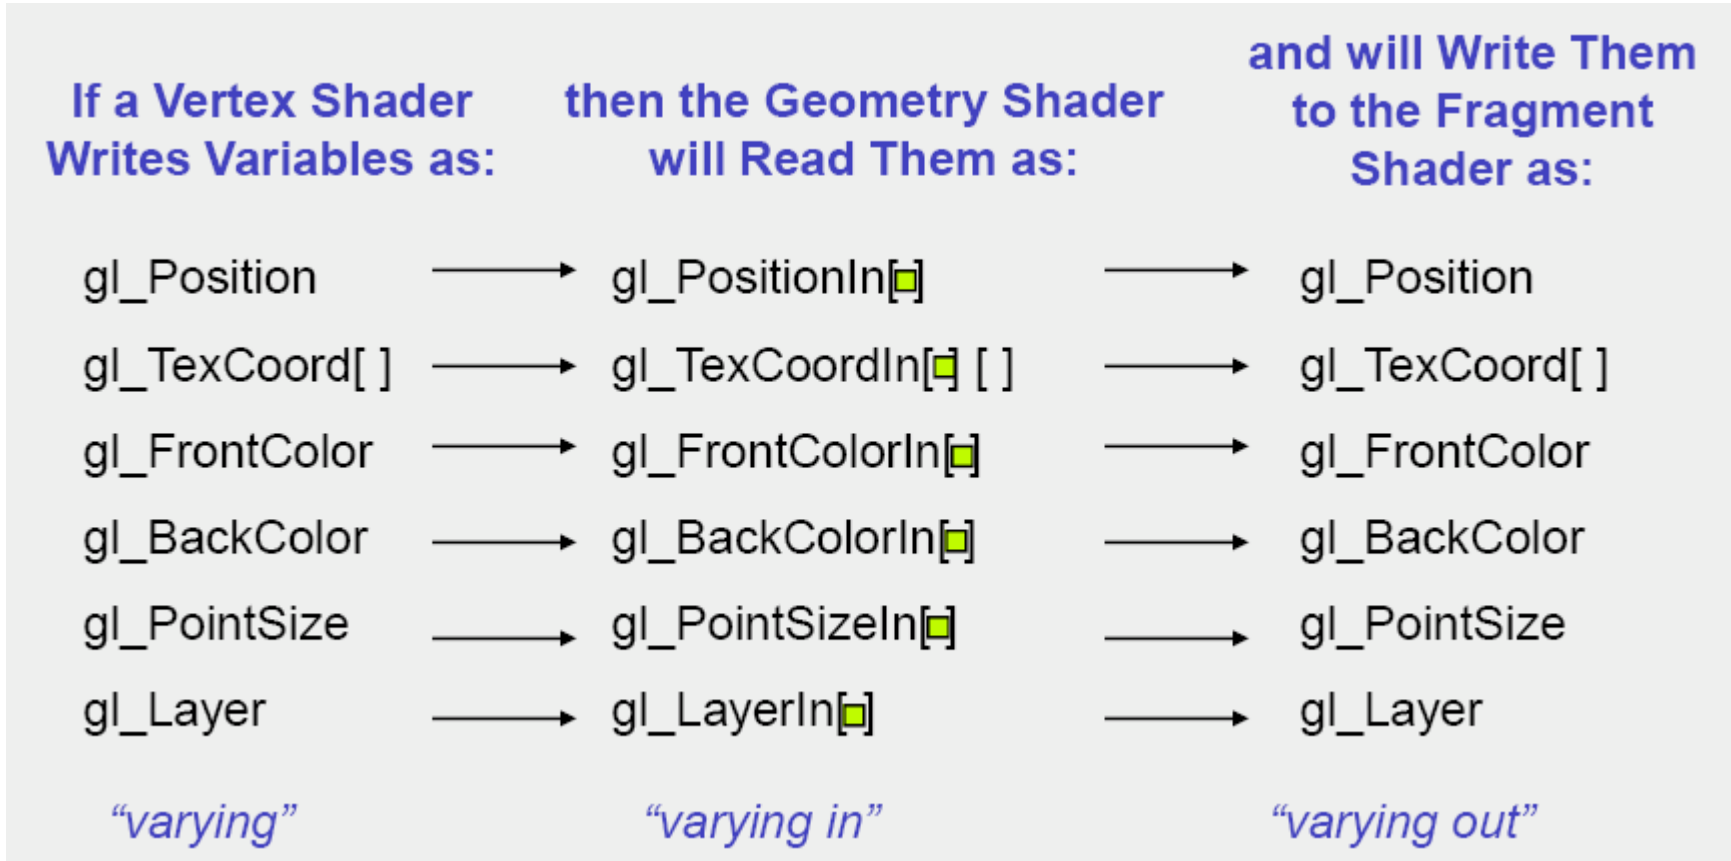 If a Vertex Shader
Writes Variables as:
then the Geometry Shader
will Read Them as:
and will Write Them
to the Fragment
Shader as:
gl_Position gl_PositionIn[ ] gl_Position
gl_TexCoord[ ] gl_TexCoordIn[ ] [ ] gl_TexCoord[ ]
gl_FrontColor gl_FrontColorIn[ ] gl_FrontColor
gl_BackColor gl_BackColorIn[ ] gl_BackColor
gl_PointSize gl_PointSizeIn[ ] gl_PointSize
gl_Layer gl_LayerIn[ ] gl_Layer
“varying” “varying in” “varying out”